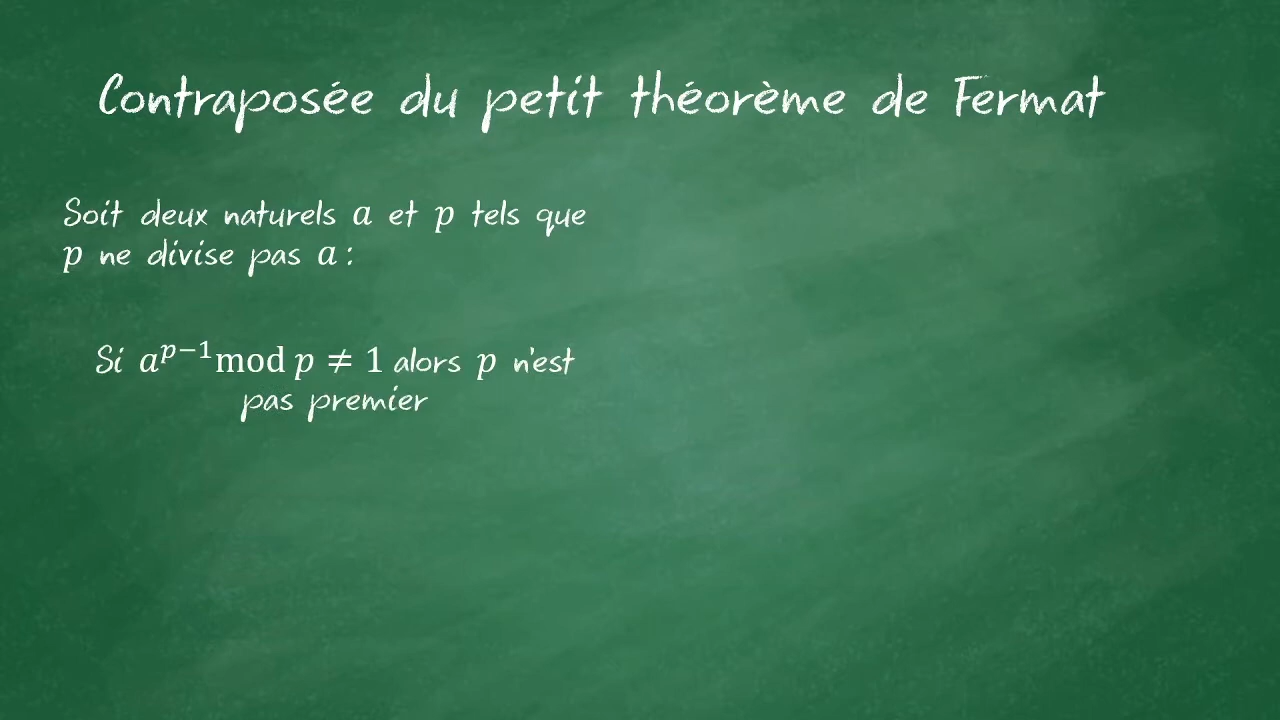 Contraposée du petit théorème de Fermat
Soit deux naturels a et p tels que
p ne divise pas a :
Si a^{p−1} mod p ≠ 1 alors p n'est
pas premier